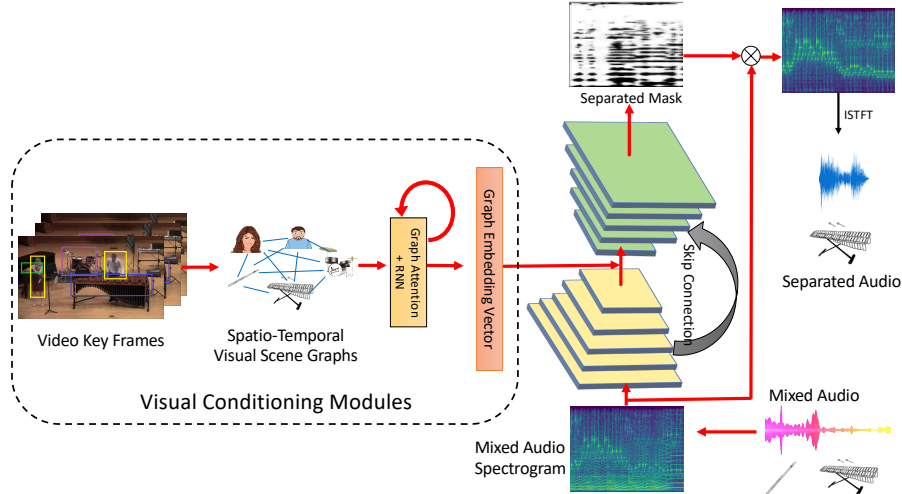 Separated Mask
ISTFT
Separated Audio
Skip Connection
Graph Embedding Vector
Graph Attention
+ RNN
Video Key Frames
Spatio-Temporal
Visual Scene Graphs
Visual Conditioning Modules
Mixed Audio
Spectrogram
Mixed Audio